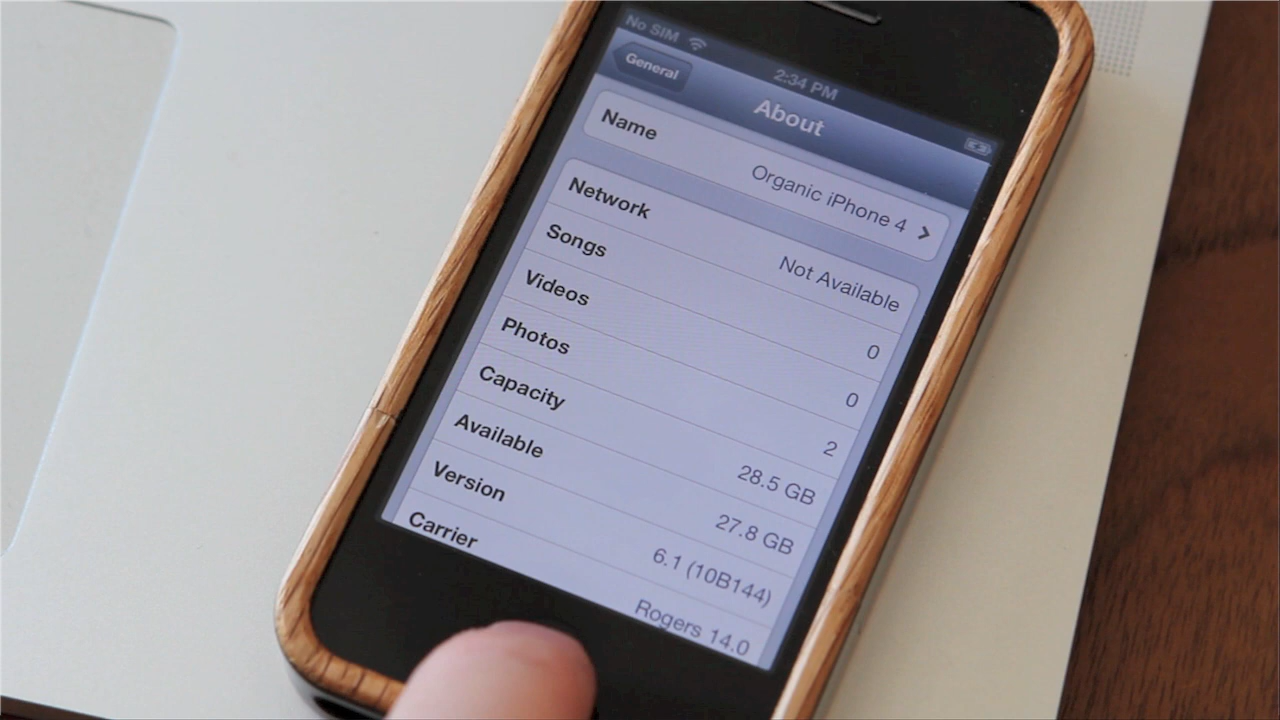 No SIM 2:34 PM
General About
Name Organic iPhone 4
Network Not Available
Songs 0
Videos 0
Photos 2
Capacity 28.5 GB
Available 27.8 GB
Version 6.1 (10B144)
Carrier Rogers 14.0